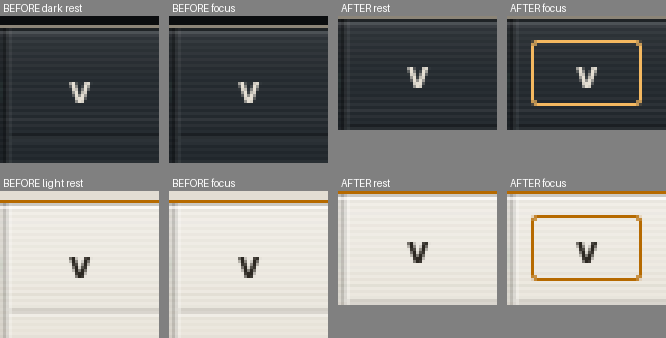 BEFORE dark rest
BEFORE focus
AFTER rest
AFTER focus
v
v
v
v
BEFORE light rest
BEFORE focus
AFTER rest
AFTER focus
v
v
v
v